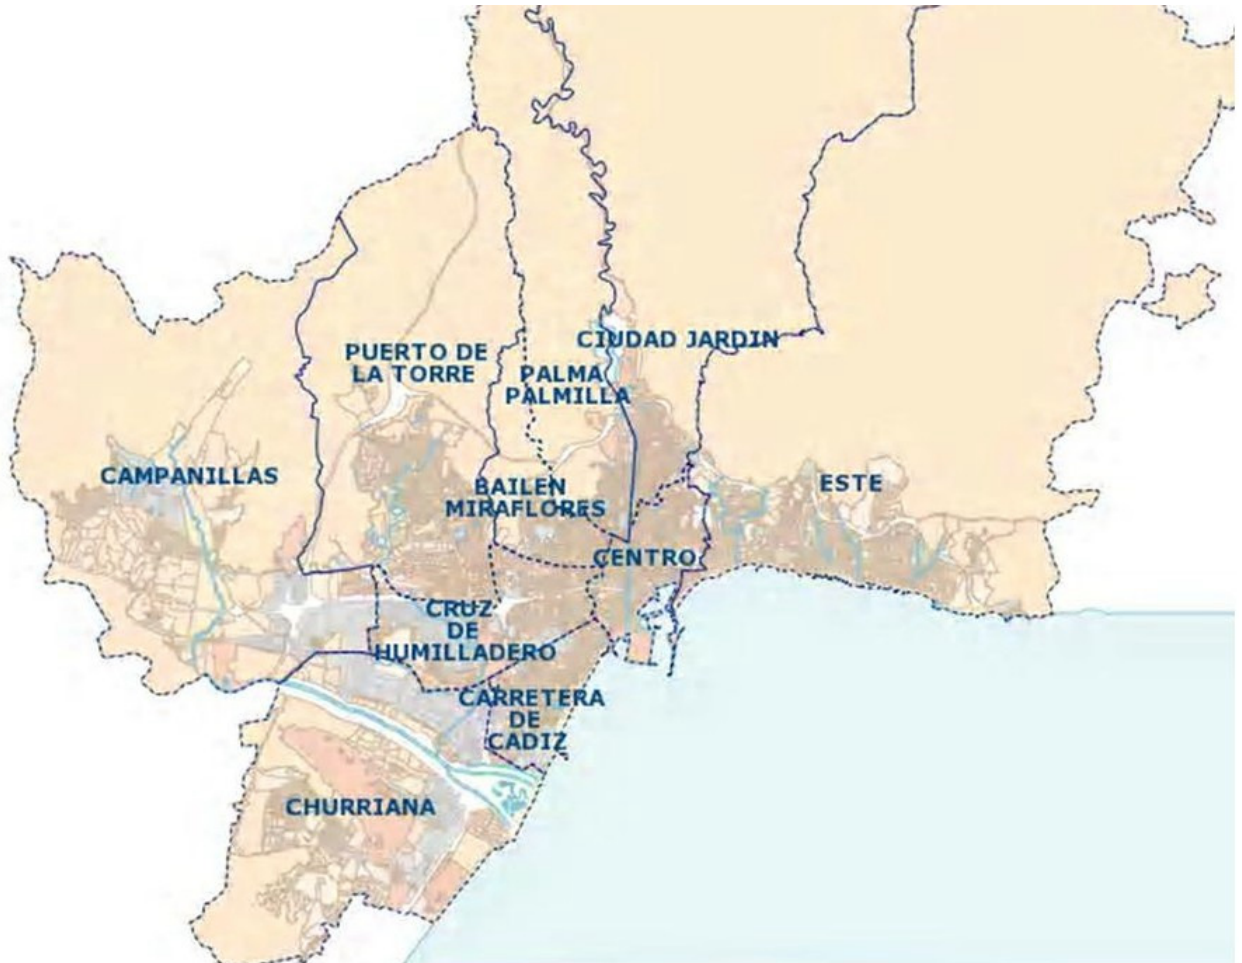 CIUDAD JARDIN
PUERTO DE
LA TORRE
PALMA
PALMILLA
CAMPANILLAS
BAILEN
MIRAFLORES
ESTE
CENTRO
CRUZ
DE
HUMILLADERO
CARRETERA
DE
CADIZ
CHURRIANA